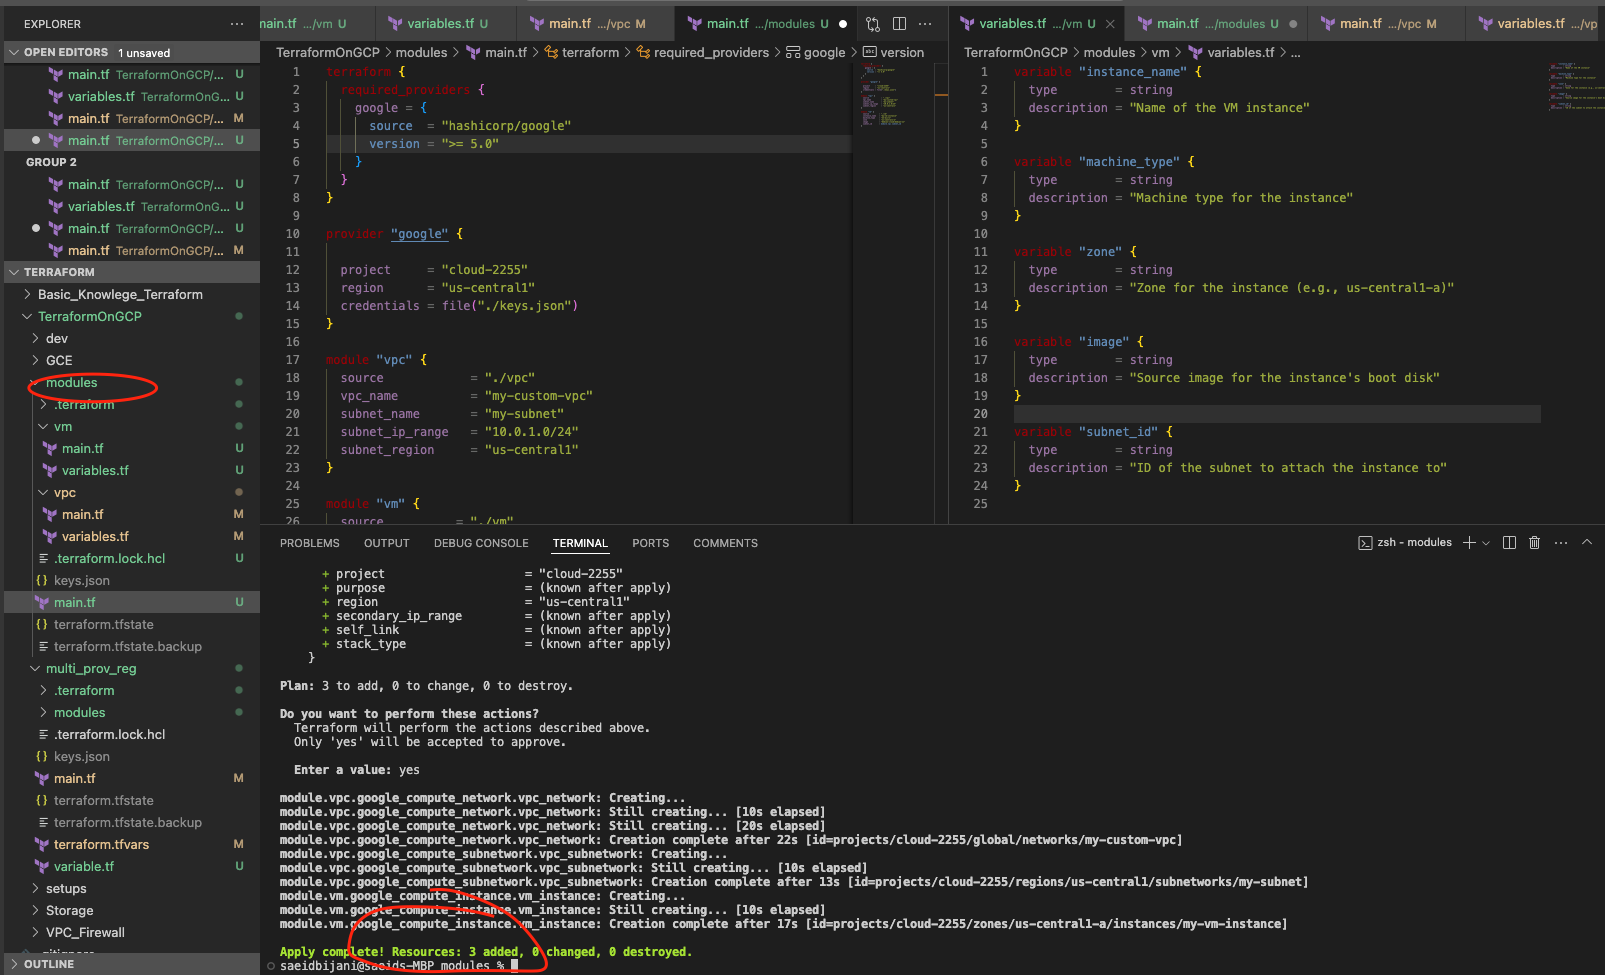 EXPLORER ···
OPEN EDITORS 1 unsaved
main.tf TerraformOnGCP/... U
variables.tf TerraformOnG... U
main.tf TerraformOnGCP/... M
main.tf TerraformOnGCP/... U
GROUP 2
main.tf TerraformOnGCP/... U
variables.tf TerraformOnG... U
main.tf TerraformOnGCP/... U
main.tf TerraformOnGCP/... M
TERRAFORM
Basic_Knowlege_Terraform
TerraformOnGCP
dev
GCE
modules
.terraform
vm
main.tf U
variables.tf U
vpc
main.tf M
variables.tf M
.terraform.lock.hcl U
keys.json
main.tf U
terraform.tfstate
terraform.tfstate.backup
multi_prov_reg
.terraform
modules
.terraform.lock.hcl
keys.json
main.tf M
terraform.tfstate
terraform.tfstate.backup
terraform.tfvars M
variable.tf U
setups
Storage
VPC_Firewall
OUTLINE
main.tf .../vm U variables.tf U main.tf .../vpc M main.tf .../modules U
TerraformOnGCP > modules > main.tf > terraform > required_providers > google > version
1 terraform {
2 required_providers {
3 google = {
4 source = "hashicorp/google"
5 version = ">= 5.0"
6 }
7 }
8 }
9
10 provider "google" {
11
12 project = "cloud-2255"
13 region = "us-central1"
14 credentials = file("./keys.json")
15 }
16
17 module "vpc" {
18 source = "./vpc"
19 vpc_name = "my-custom-vpc"
20 subnet_name = "my-subnet"
21 subnet_ip_range = "10.0.1.0/24"
22 subnet_region = "us-central1"
23 }
24
25 module "vm" {
26 source = "./vm"
variables.tf .../vm U main.tf .../modules U main.tf .../vpc M variables.tf .../vp
TerraformOnGCP > modules > vm > variables.tf > ...
1 variable "instance_name" {
2 type = string
3 description = "Name of the VM instance"
4 }
5
6 variable "machine_type" {
7 type = string
8 description = "Machine type for the instance"
9 }
10
11 variable "zone" {
12 type = string
13 description = "Zone for the instance (e.g., us-central1-a)"
14 }
15
16 variable "image" {
17 type = string
18 description = "Source image for the instance's boot disk"
19 }
20
21 variable "subnet_id" {
22 type = string
23 description = "ID of the subnet to attach the instance to"
24 }
25
PROBLEMS OUTPUT DEBUG CONSOLE TERMINAL PORTS COMMENTS zsh - modules
+ project = "cloud-2255"
+ purpose = (known after apply)
+ region = "us-central1"
+ secondary_ip_range = (known after apply)
+ self_link = (known after apply)
+ stack_type = (known after apply)
}
Plan: 3 to add, 0 to change, 0 to destroy.
Do you want to perform these actions?
Terraform will perform the actions described above.
Only 'yes' will be accepted to approve.
Enter a value: yes
module.vpc.google_compute_network.vpc_network: Creating...
module.vpc.google_compute_network.vpc_network: Still creating... [10s elapsed]
module.vpc.google_compute_network.vpc_network: Still creating... [20s elapsed]
module.vpc.google_compute_network.vpc_network: Creation complete after 22s [id=projects/cloud-2255/global/networks/my-custom-vpc]
module.vpc.google_compute_subnetwork.vpc_subnetwork: Creating...
module.vpc.google_compute_subnetwork.vpc_subnetwork: Still creating... [10s elapsed]
module.vpc.google_compute_subnetwork.vpc_subnetwork: Creation complete after 13s [id=projects/cloud-2255/regions/us-central1/subnetworks/my-subnet]
module.vm.google_compute_instance.vm_instance: Creating...
module.vm.google_compute_instance.vm_instance: Still creating... [10s elapsed]
module.vm.google_compute_instance.vm_instance: Creation complete after 17s [id=projects/cloud-2255/zones/us-central1-a/instances/my-vm-instance]
Apply complete! Resources: 3 added, 0 changed, 0 destroyed.
saeidbijani@saeids-MBP modules %